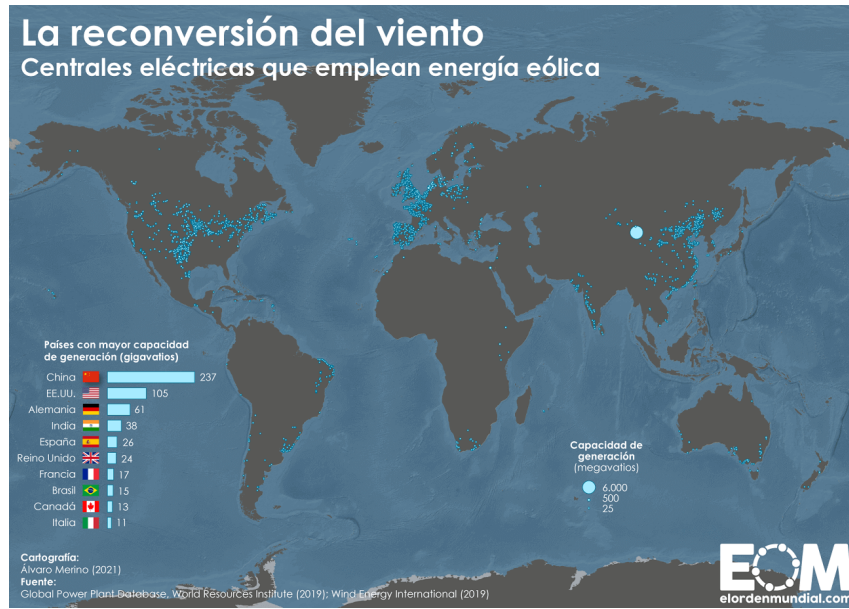 La reconversión del viento
Centrales eléctricas que emplean energía eólica
Países con mayor capacidad
de generación (gigavatios)
China 237
EE.UU. 105
Alemania 61
India 38
España 26
Reino Unido 24
Francia 17
Brasil 15
Canadá 13
Italia 11
Capacidad de
generación
(megavatios)
6.000
500
25
Cartografía:
Álvaro Merino (2021)
Fuente:
Global Power Plant Database, World Resources Institute (2019); Wind Energy International (2019)
EOM
elordenmundial.com